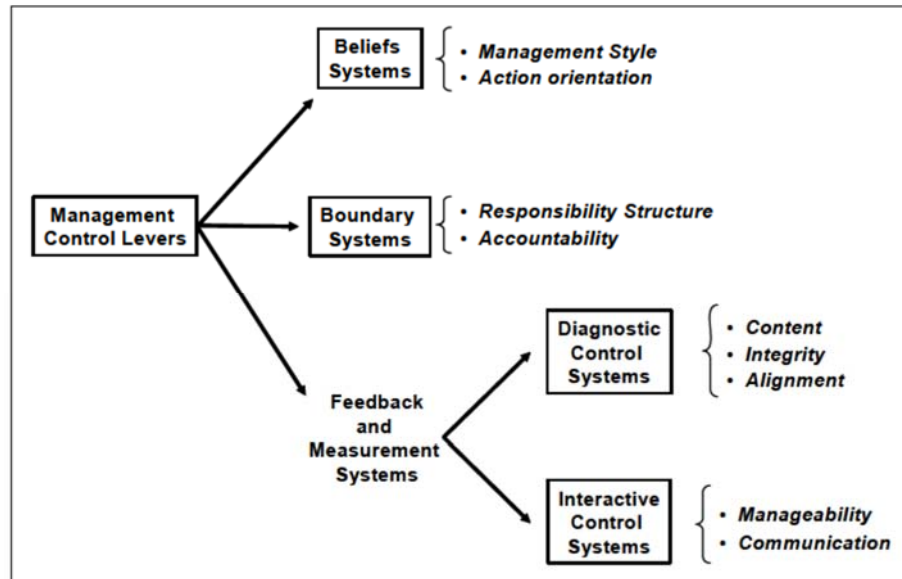 Beliefs
Systems
• Management Style
• Action orientation
Management
Control Levers
Boundary
Systems
• Responsibility Structure
• Accountability
Feedback
and
Measurement
Systems
Diagnostic
Control
Systems
• Content
• Integrity
• Alignment
Interactive
Control
Systems
• Manageability
• Communication